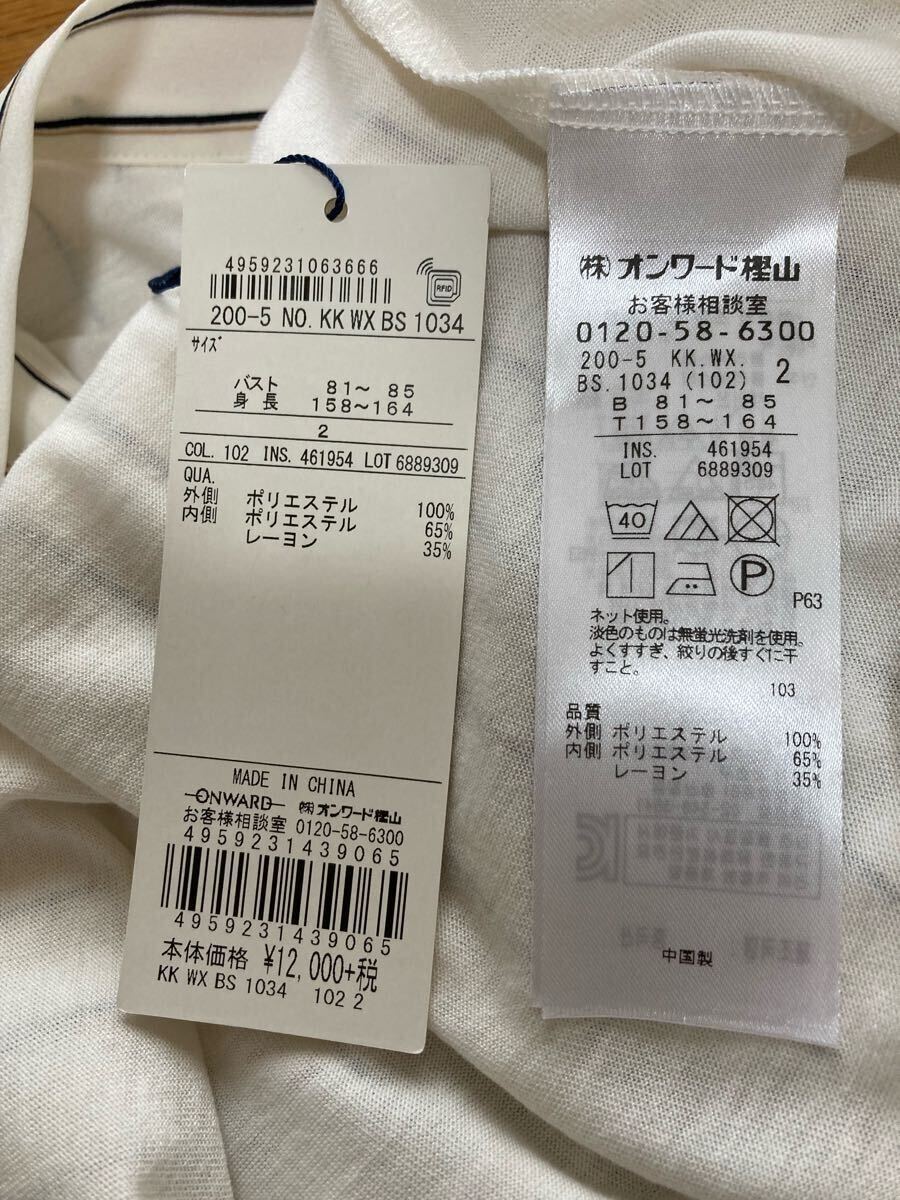 4959231063666
RFID
200-5 NO. KK WX BS 1034
サイズ
バスト 81～ 85
身長 158～164
2
COL. 102 INS. 461954 LOT 6889309
QUA.
外側 ポリエステル 100%
内側 ポリエステル 65%
レーヨン 35%
MADE IN CHINA
ONWARD ㈱オンワード樫山
お客様相談室 0120-58-6300
4959231439065
4959231439065
本体価格 ¥12,000+税
KK WX BS 1034 102 2
㈱オンワード樫山
お客様相談室
0120-58-6300
200-5 KK.WX.
BS.1034 (102) 2
B 81～ 85
T 158～164
INS. 461954
LOT 6889309
40
P
P63
ネット使用。
淡色のものは無蛍光洗剤を使用。
よくすすぎ、絞りの後すぐに干
すこと。
103
品質
外側 ポリエステル 100%
内側 ポリエステル 65%
レーヨン 35%
中国製